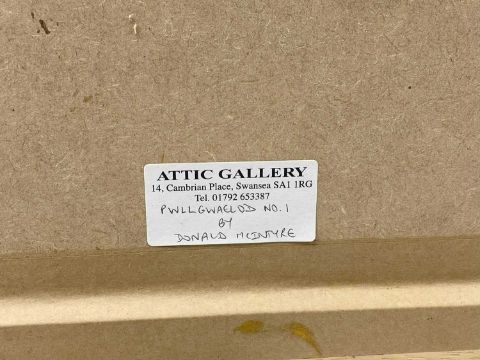 ATTIC GALLERY
14, Cambrian Place, Swansea SA1 1RG
Tel. 01792 653387
PWLLGWAELOD NO. 1
BY
DONALD McINTYRE